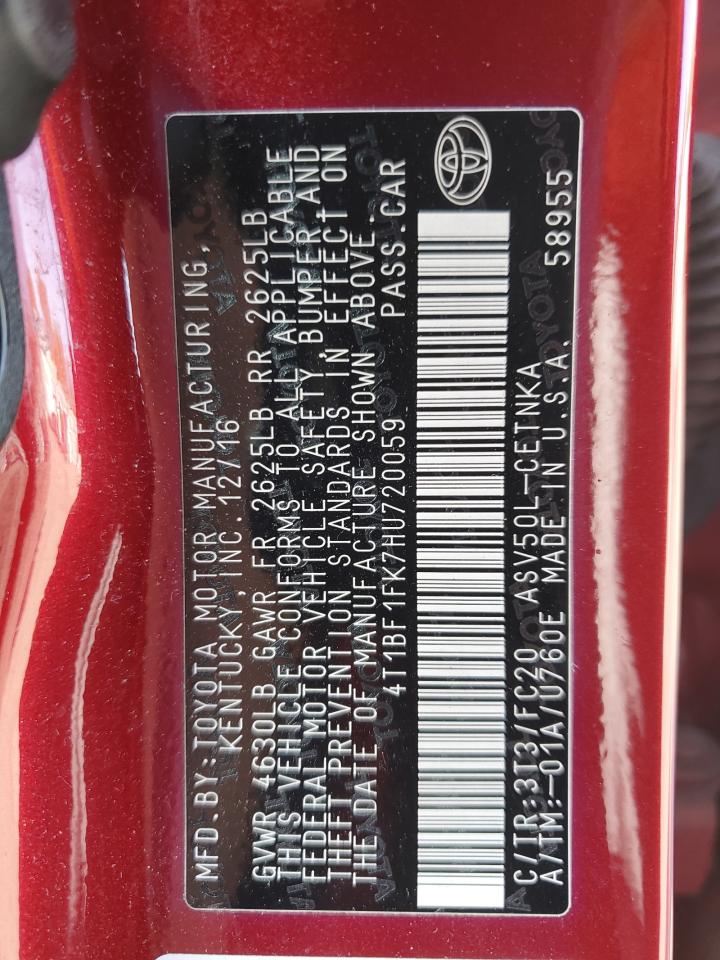 MFD.BY:TOYOTA MOTOR MANUFACTURING,
KENTUCKY,INC.12/16
GVWR 4630LB GAWR FR 2625LB RR 2625LB
THIS VEHICLE CONFORMS TO ALL APPLICABLE
FEDERAL MOTOR VEHICLE SAFETY,BUMPER,AND
THEFT PREVENTION STANDARDS IN EFFECT ON
THE DATE OF MANUFACTURE SHOWN ABOVE.
4T1BF1FK7HU720059 PASS.CAR
C/TR:3T3/FC20 ASV50L-CETNKA
A/TM:-01A/U760E MADE IN U.S.A. 58955